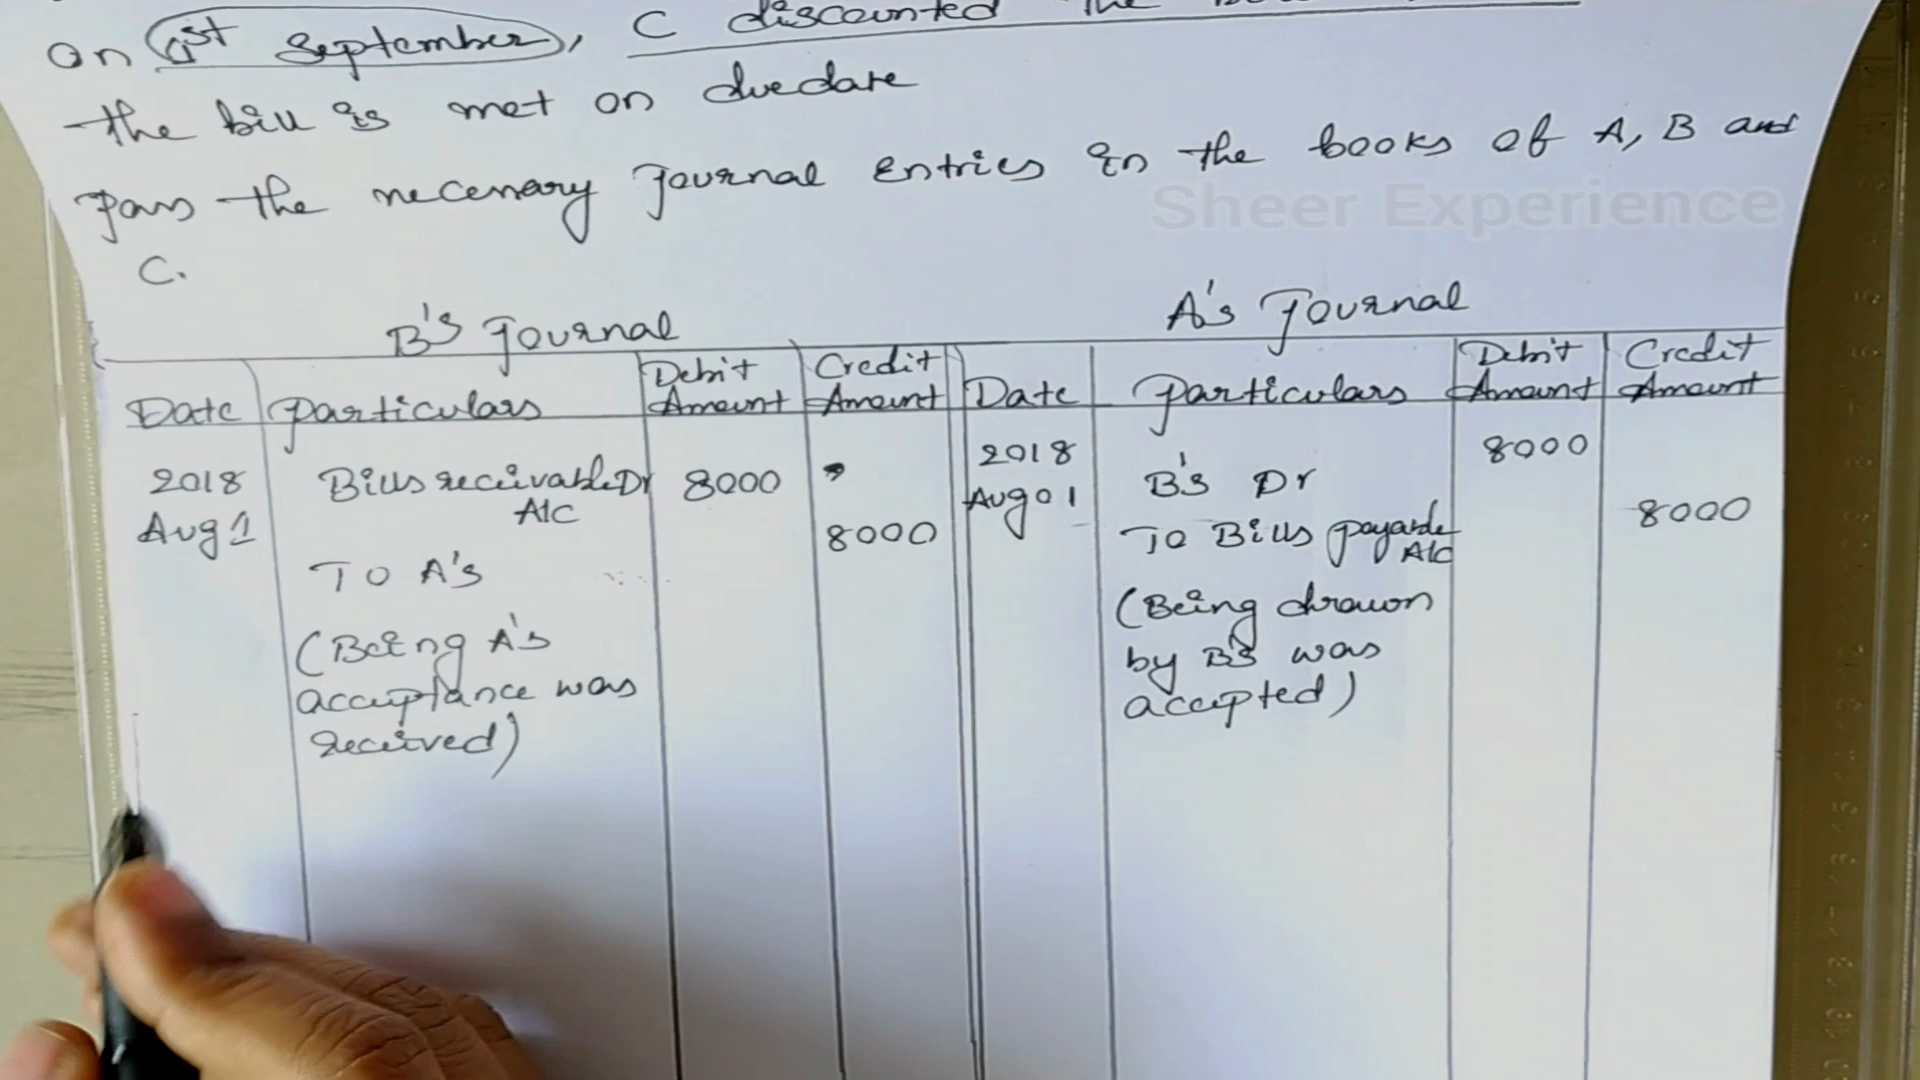 On 1st September, C discounted the
the bill is met on duedate
Pass the necessary Journal Entries in the books of A, B and
C.
Sheer Experience
B's Journal
Date Particulars Debit Amount Credit Amount
2018 Aug 1 Bills receivable Dr A/c 8000
To A's 8000
(Being A's
acceptance was
received)
A's Journal
Date Particulars Debit Amount Credit Amount
2018 Aug 01 B's Dr 8000
To Bills payable A/c 8000
(Being drawn
by B's was
accepted)